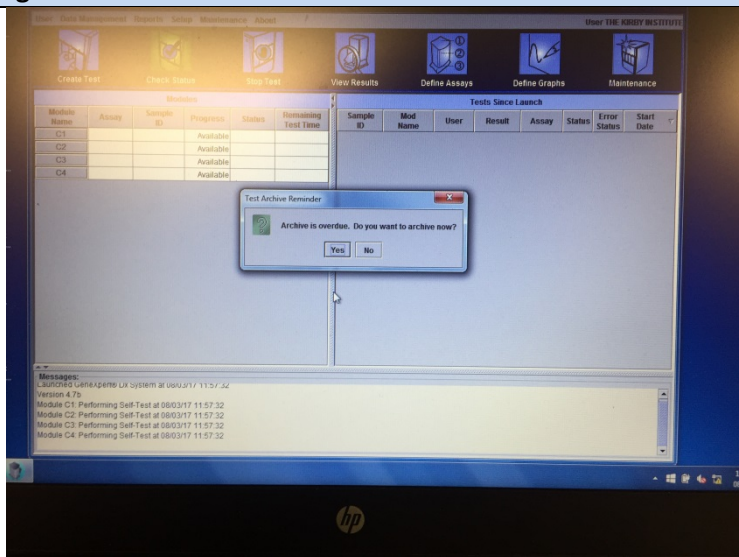 User Data Management Reports Setup Maintenance About
User THE KIRBY INSTITUTE
Create Test
Check Status
Stop Test
View Results
Define Assays
Define Graphs
Maintenance
Modules
Module Name
Assay
Sample ID
Progress
Status
Remaining Test Time
C1 Available
C2 Available
C3 Available
C4 Available
Tests Since Launch
Sample ID
Mod Name
User
Result
Assay
Status
Error Status
Start Date
Test Archive Reminder
Archive is overdue. Do you want to archive now?
Yes No
Messages:
Launched GeneXpert® Dx System at 08/03/17 11:57:32
Version 4.7b
Module C1: Performing Self-Test at 08/03/17 11:57:32
Module C2: Performing Self-Test at 08/03/17 11:57:32
Module C3: Performing Self-Test at 08/03/17 11:57:32
Module C4: Performing Self-Test at 08/03/17 11:57:32
hp